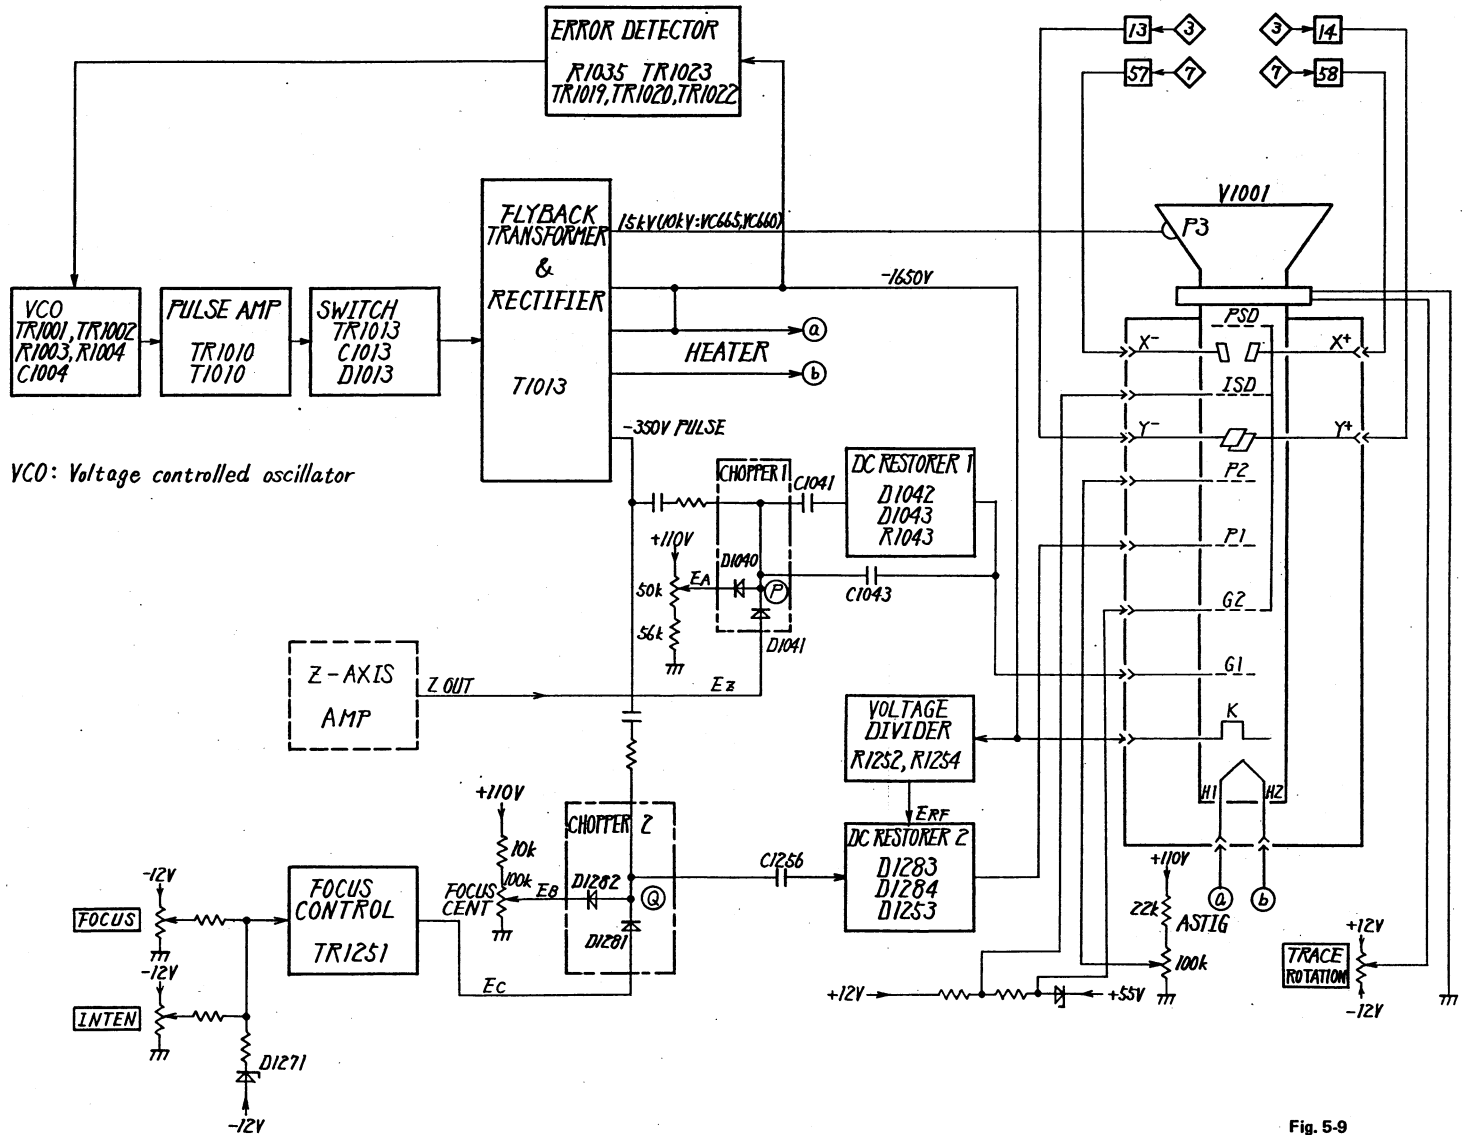 ERROR DETECTOR
R1035 TR1023
TR1019, TR1020, TR1022
13
3
3
14
57
7
7
58
V1001
P3
FLYBACK
TRANSFORMER
&
RECTIFIER
T1013
15kV(10kV:VC665,VC660)
-1650V
HEATER
a
b
-350V PULSE
VCO
TR1001, TR1002
R1003, R1004
C1004
PULSE AMP
TR1010
T1010
SWITCH
TR1013
C1013
D1013
VCO: Voltage controlled oscillator
PSD
X-
X+
ISD
Y-
Y+
P2
P1
G2
G1
K
H1
H2
CHOPPER 1
C1041
DC RESTORER 1
D1042
D1043
R1043
+110V
D1040
EA
P
50k
56k
D1041
C1043
Z-AXIS
AMP
Z OUT
EZ
VOLTAGE
DIVIDER
R1252, R1254
ERF
DC RESTORER 2
D1283
D1284
D1253
+110V
10k
100k
FOCUS
CENT
EB
CHOPPER 2
D1282
Q
D1281
C1256
EC
-12V
FOCUS
-12V
INTEN
FOCUS
CONTROL
TR1251
D1271
-12V
+12V
+55V
+110V
22k
ASTIG
100k
a
b
TRACE
ROTATION
+12V
-12V
Fig. 5-9